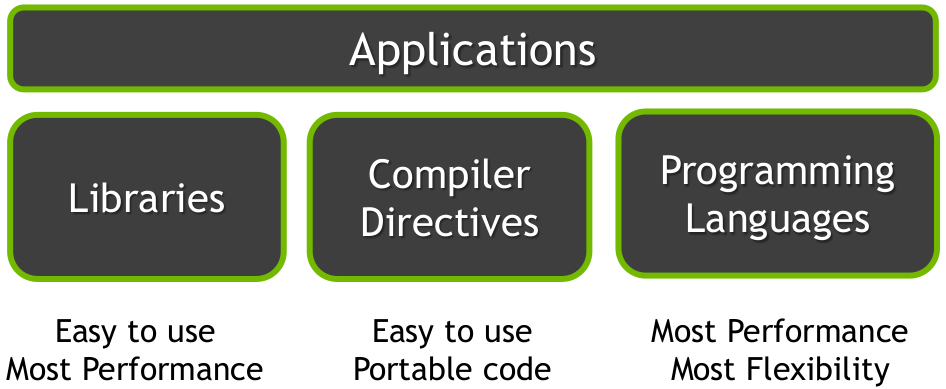 Applications
Libraries
Compiler
Directives
Programming
Languages
Easy to use
Most Performance
Easy to use
Portable code
Most Performance
Most Flexibility